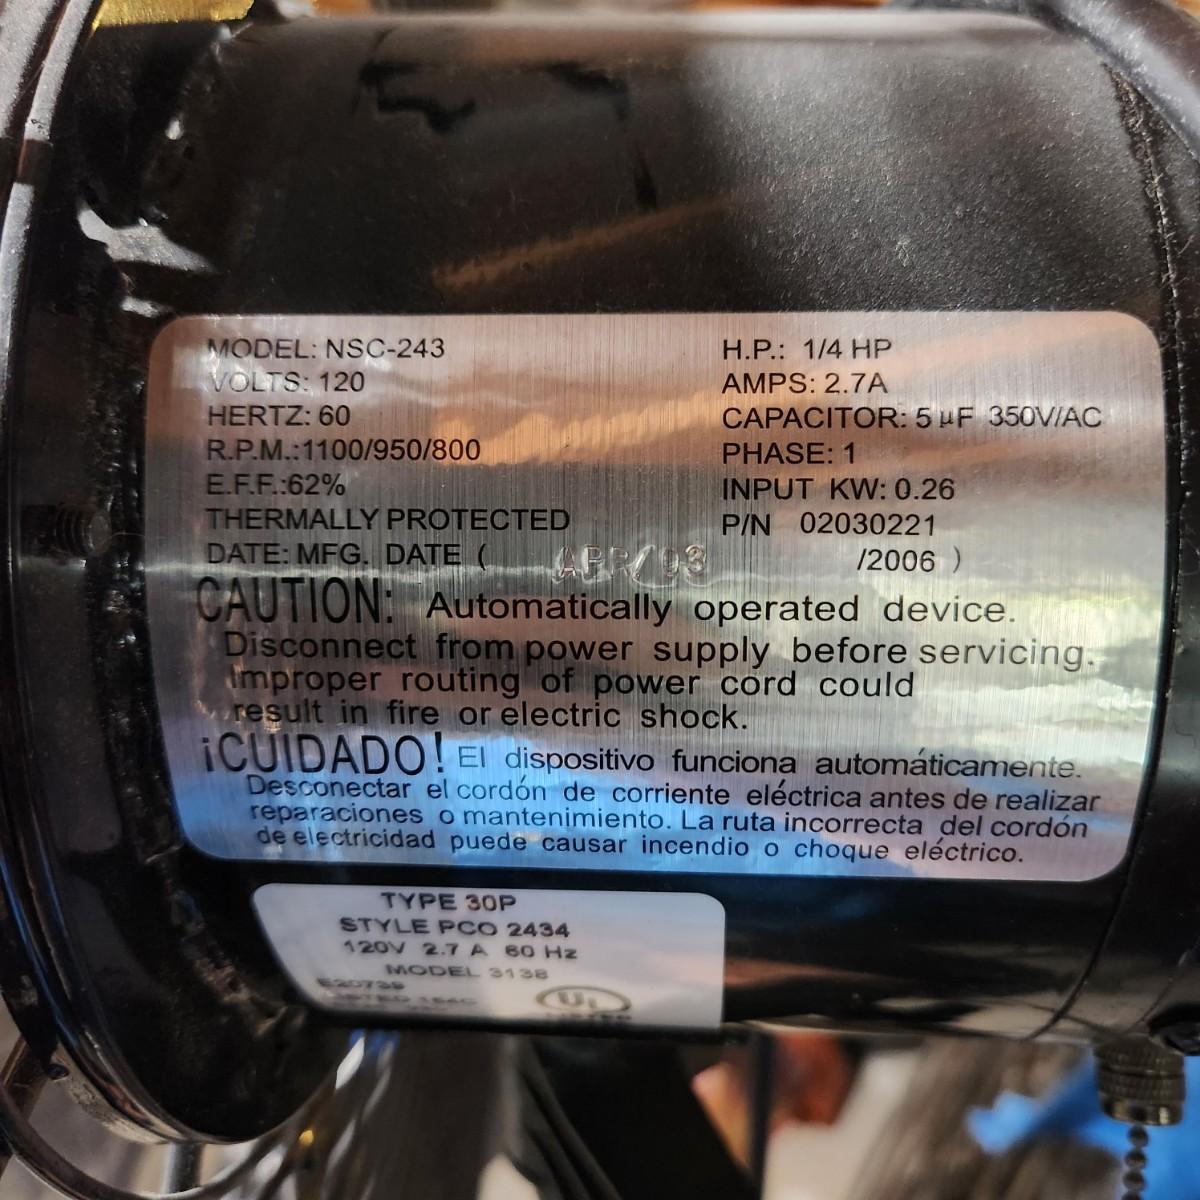 MODEL: NSC-243
VOLTS: 120
HERTZ: 60
R.P.M.:1100/950/800
E.F.F.:62%
THERMALLY PROTECTED
DATE: MFG. DATE ( APR/03 /2006 )
H.P.: 1/4 HP
AMPS: 2.7A
CAPACITOR: 5 µF 350V/AC
PHASE: 1
INPUT KW: 0.26
P/N 02030221
CAUTION: Automatically operated device.
Disconnect from power supply before servicing.
Improper routing of power cord could
result in fire or electric shock.
¡CUIDADO! El dispositivo funciona automáticamente.
Desconectar el cordón de corriente eléctrica antes de realizar
reparaciones o mantenimiento. La ruta incorrecta del cordón
de electricidad puede causar incendio o choque eléctrico.
TYPE 30P
STYLE PCO 2434
120V 2.7 A 60 Hz
MODEL 3138
E20739
LISTED
UL